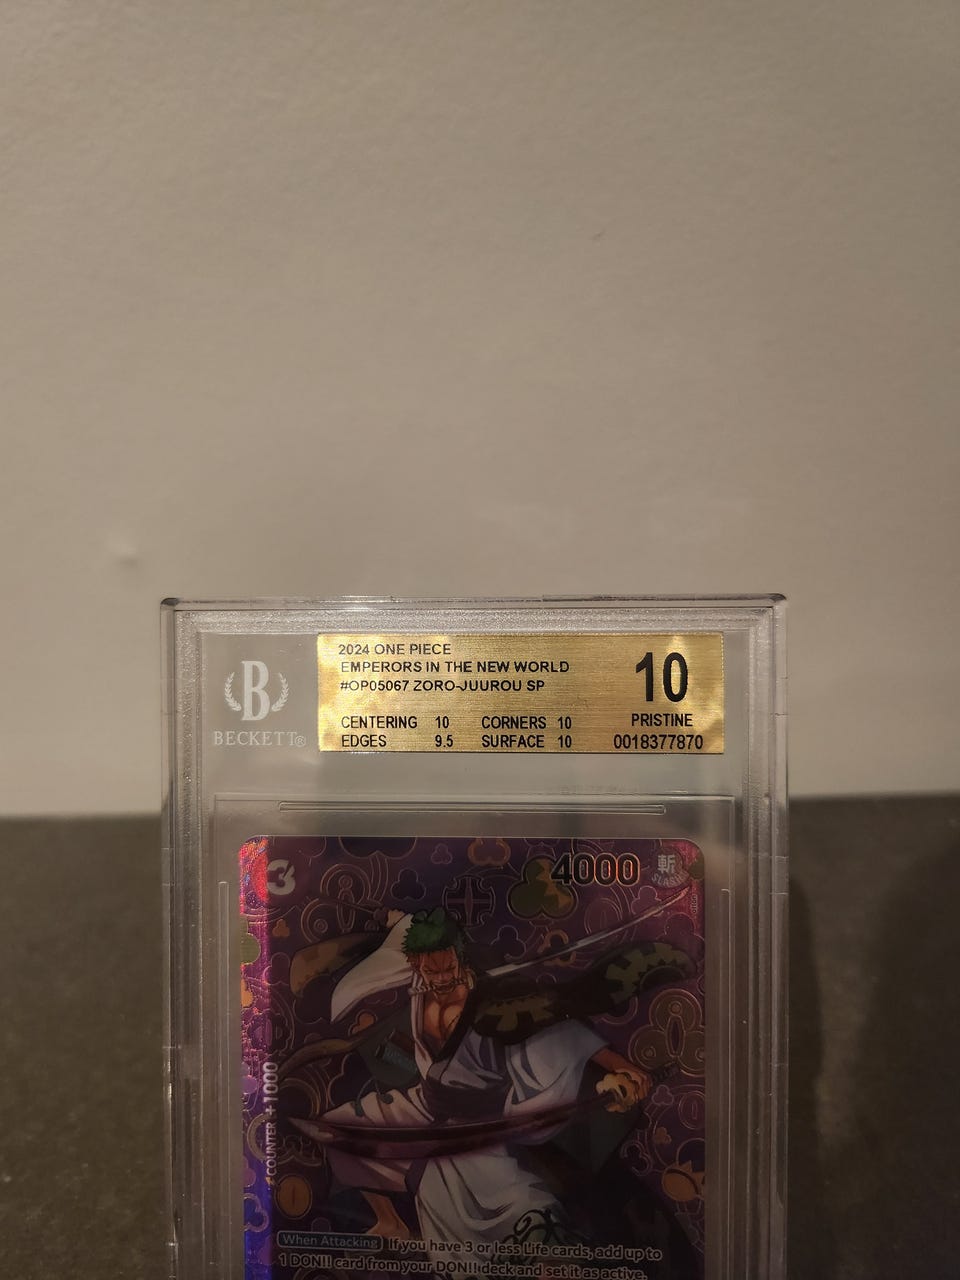 2024 ONE PIECE
EMPERORS IN THE NEW WORLD
#OP05067 ZORO-JUUROU SP
10
PRISTINE
CENTERING 10 CORNERS 10
EDGES 9.5 SURFACE 10
0018377870
B
BECKETT®
3
4000
斬
SLASH
COUNTER +1000
When Attacking If you have 3 or less Life cards, add up to
1 DON!! card from your DON!! deck and set it as active.